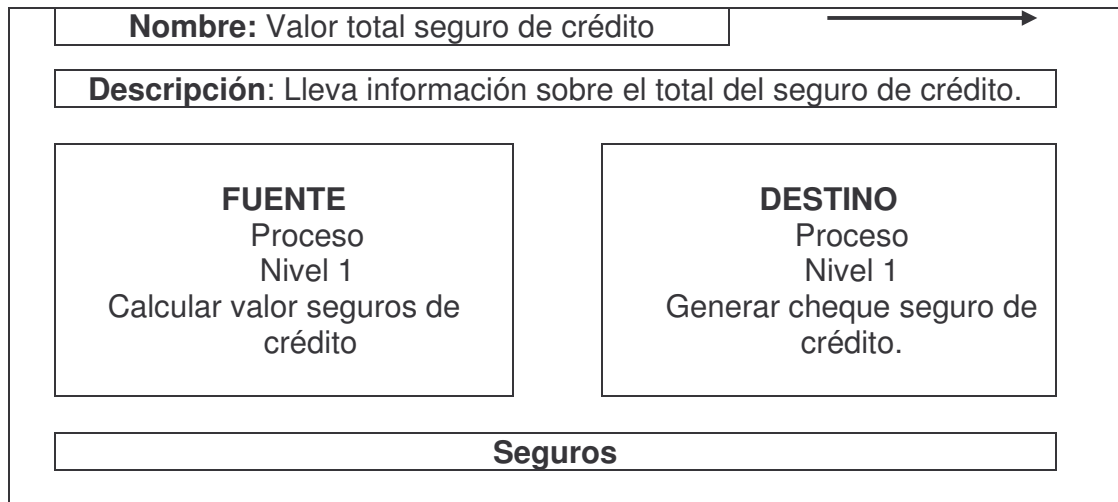 Nombre: Valor total seguro de crédito
Descripción: Lleva información sobre el total del seguro de crédito.
FUENTE
Proceso
Nivel 1
Calcular valor seguros de
crédito
DESTINO
Proceso
Nivel 1
Generar cheque seguro de
crédito.
Seguros